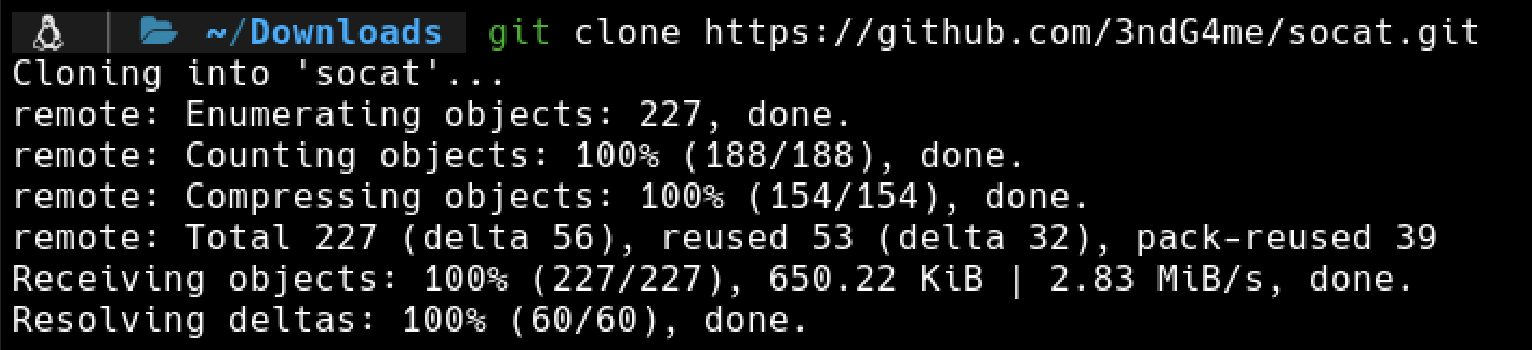 ~/Downloads git clone https://github.com/3ndG4me/socat.git
Cloning into 'socat'...
remote: Enumerating objects: 227, done.
remote: Counting objects: 100% (188/188), done.
remote: Compressing objects: 100% (154/154), done.
remote: Total 227 (delta 56), reused 53 (delta 32), pack-reused 39
Receiving objects: 100% (227/227), 650.22 KiB | 2.83 MiB/s, done.
Resolving deltas: 100% (60/60), done.